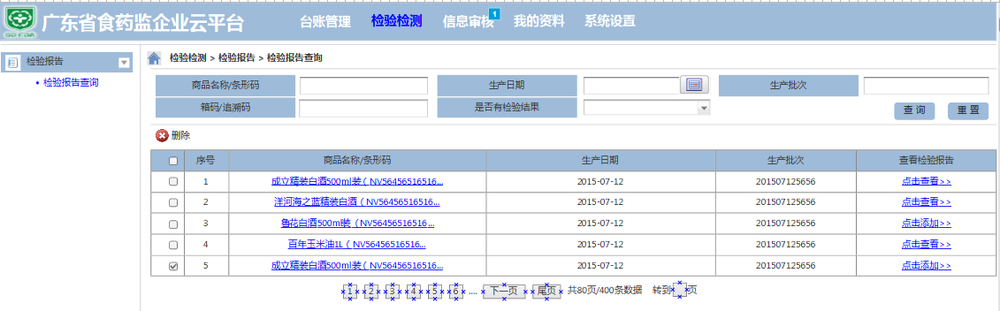 广东省食药监企业云平台
台账管理 检验检测 信息审核 1 我的资料 系统设置
检验报告
检验报告查询
检验检测 > 检验报告 > 检验报告查询
商品名称/条形码 生产日期 生产批次
箱码/追溯码 是否有检验结果 查 询 重 置
删除
序号 商品名称/条形码 生产日期 生产批次 查看检验报告
1 成立精装白酒500ml装（NV56456516516... 2015-07-12 201507125656 点击查看>>
2 洋河海之蓝精装白酒（NV56456516516... 2015-07-12 201507125656 点击查看>>
3 鲁花白酒500ml装（NV56456516516... 2015-07-12 201507125656 点击添加>>
4 百年玉米油1L（NV56456516516... 2015-07-12 201507125656 点击查看>>
5 成立精装白酒500ml装（NV56456516516... 2015-07-12 201507125656 点击添加>>
1 2 3 4 5 6 .... 下一页 尾页 共80页/400条数据 转到 页